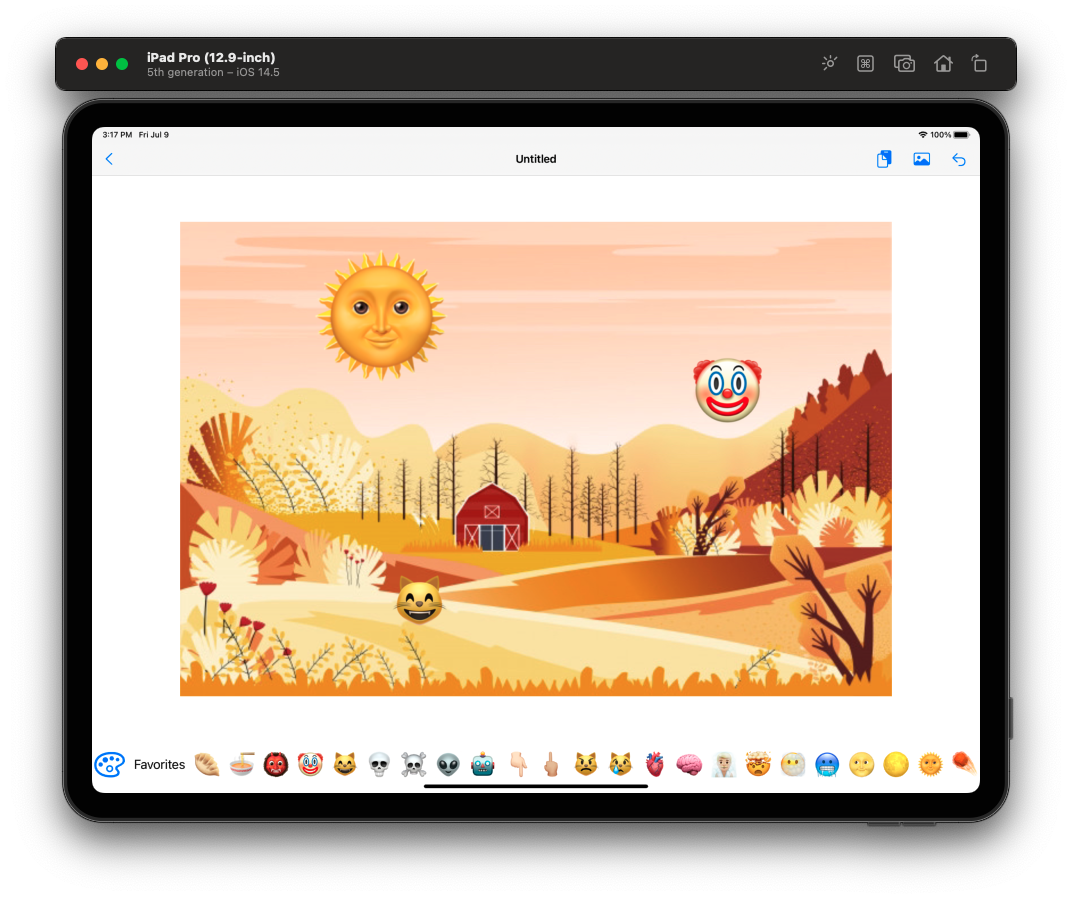 iPad Pro (12.9-inch)
5th generation – iOS 14.5
3:17 PM Fri Jul 9
100%
Untitled
Favorites